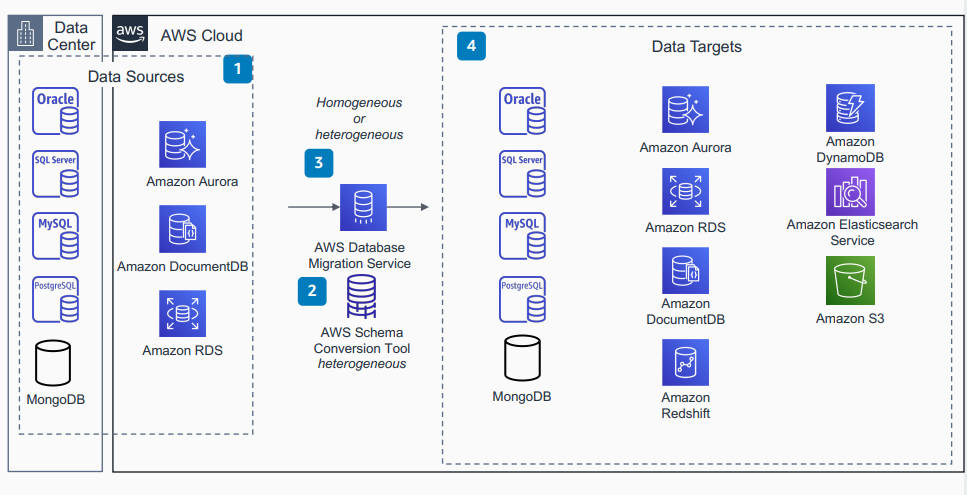 Data
Center
aws
AWS Cloud
Data Sources
1
Oracle
SQL Server
MySQL
PostgreSQL
MongoDB
Amazon Aurora
Amazon DocumentDB
Amazon RDS
Homogeneous
or
heterogeneous
3
AWS Database
Migration Service
2
AWS Schema
Conversion Tool
heterogeneous
4
Data Targets
Oracle
SQL Server
MySQL
PostgreSQL
MongoDB
Amazon Aurora
Amazon RDS
Amazon
DocumentDB
Amazon
Redshift
Amazon
DynamoDB
Amazon Elasticsearch
Service
Amazon S3